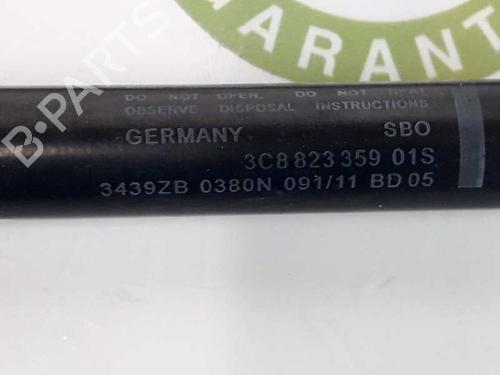 GARANT
DO NOT OPEN, DO NOT HEAT
OBSERVE DISPOSAL INSTRUCTIONS
GERMANY SBO
3C8 823 359 01S
3439ZB 0380N 091/11 BD 05
B-PARTS